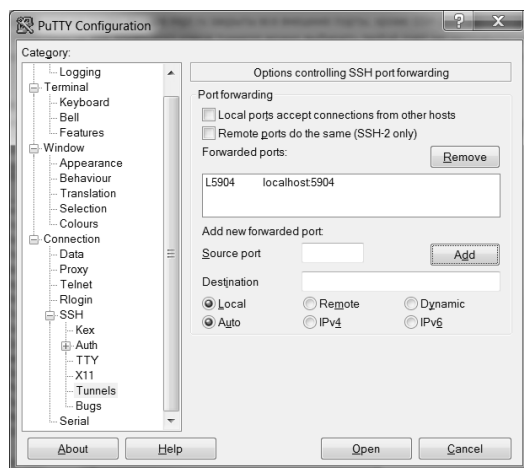 PuTTY Configuration
Category:
Logging
Terminal
Keyboard
Bell
Features
Window
Appearance
Behaviour
Translation
Selection
Colours
Connection
Data
Proxy
Telnet
Rlogin
SSH
Kex
Auth
TTY
X11
Tunnels
Bugs
Serial
Options controlling SSH port forwarding
Port forwarding
Local ports accept connections from other hosts
Remote ports do the same (SSH-2 only)
Forwarded ports:
Remove
L5904 localhost:5904
Add new forwarded port:
Source port
Add
Destination
Local Remote Dynamic
Auto IPv4 IPv6
About Help Open Cancel